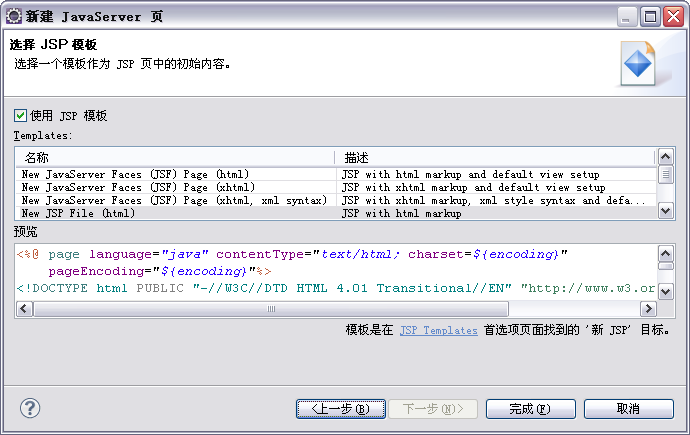 新建 JavaServer 页
选择 JSP 模板
选择一个模板作为 JSP 页中的初始内容。
使用 JSP 模板
Templates:
名称 描述
New JavaServer Faces (JSF) Page (html) JSP with html markup and default view setup
New JavaServer Faces (JSF) Page (xhtml) JSP with xhtml markup and default view setup
New JavaServer Faces (JSF) Page (xhtml, xml syntax) JSP with xhtml markup, xml style syntax and defa...
New JSP File (html) JSP with html markup
预览
<%@ page language="java" contentType="text/html; charset=${encoding}"
pageEncoding="${encoding}"%>
<!DOCTYPE html PUBLIC "-//W3C//DTD HTML 4.01 Transitional//EN" "http://www.w3.or
模板是在 JSP Templates 首选项页面找到的 '新 JSP' 目标。
? <上一步(B) 下一步(N)> 完成(F) 取消